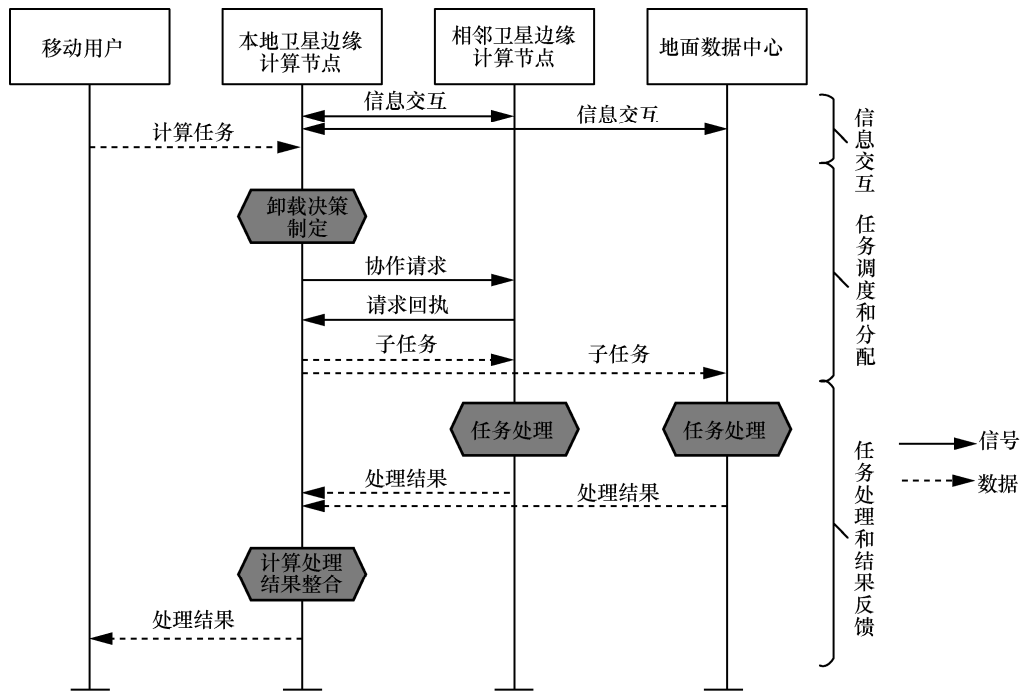 移动用户
本地卫星边缘
计算节点
相邻卫星边缘
计算节点
地面数据中心
信息交互
信息交互
计算任务
卸载决策
制定
协作请求
请求回执
子任务
子任务
任务处理
任务处理
处理结果
处理结果
计算处理
结果整合
处理结果
信息交互
任务调度和分配
任务处理和结果反馈
信号
数据